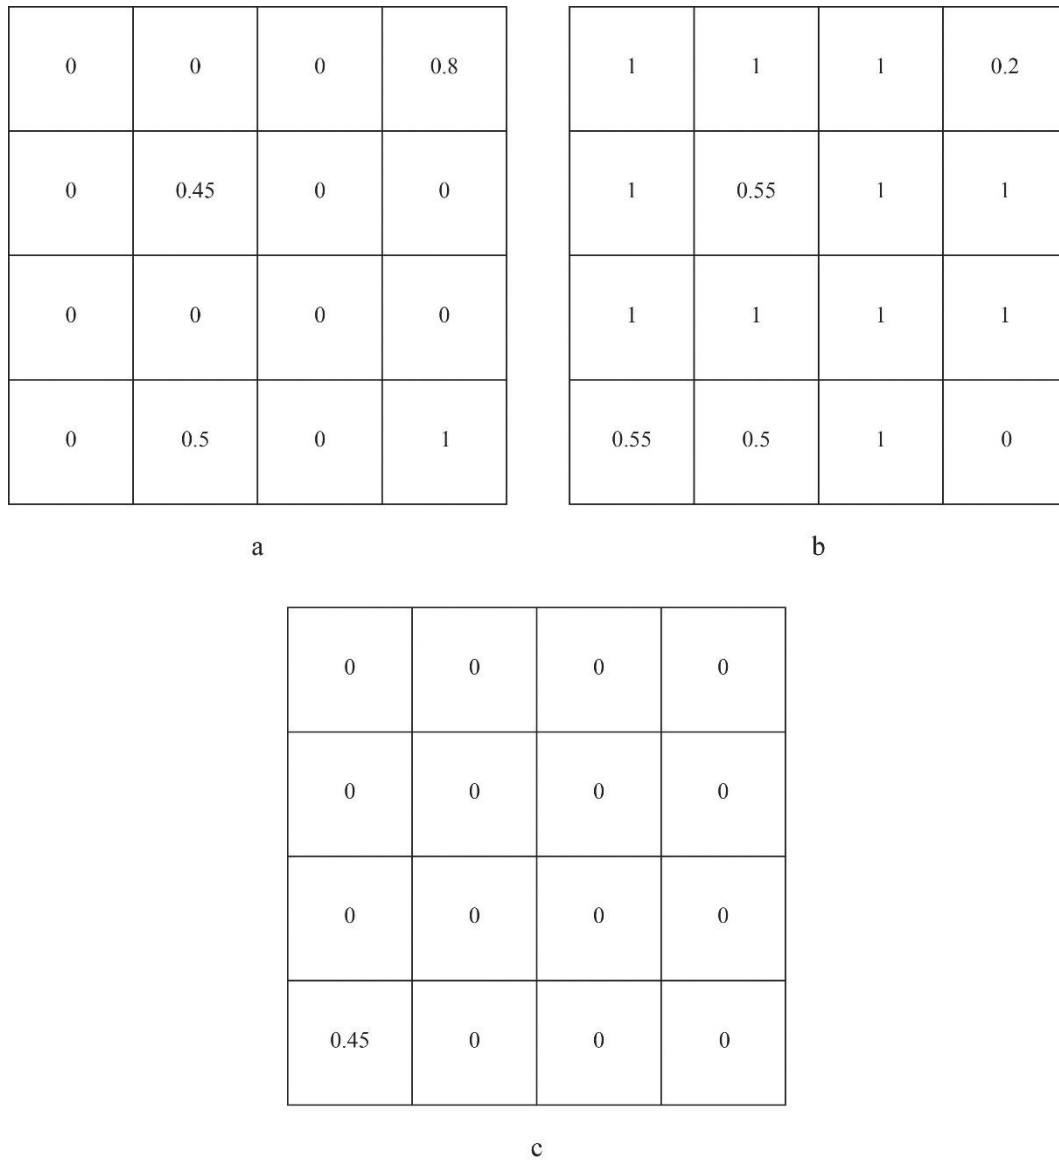 0 0 0 0.8 1 1 1 0.2
0 0.45 0 0 1 0.55 1 1
0 0 0 0 1 1 1 1
0 0.5 0 1 0.55 0.5 1 0
a b
0 0 0 0
0 0 0 0
0 0 0 0
0.45 0 0 0
c